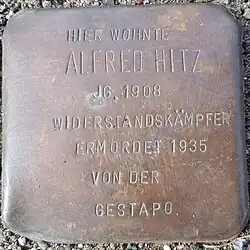 HIER WOHNTE
ALFRED HITZ
JG. 1908
WIDERSTANDSKÄMPFER
ERMORDET 1935
VON DER
GESTAPO.